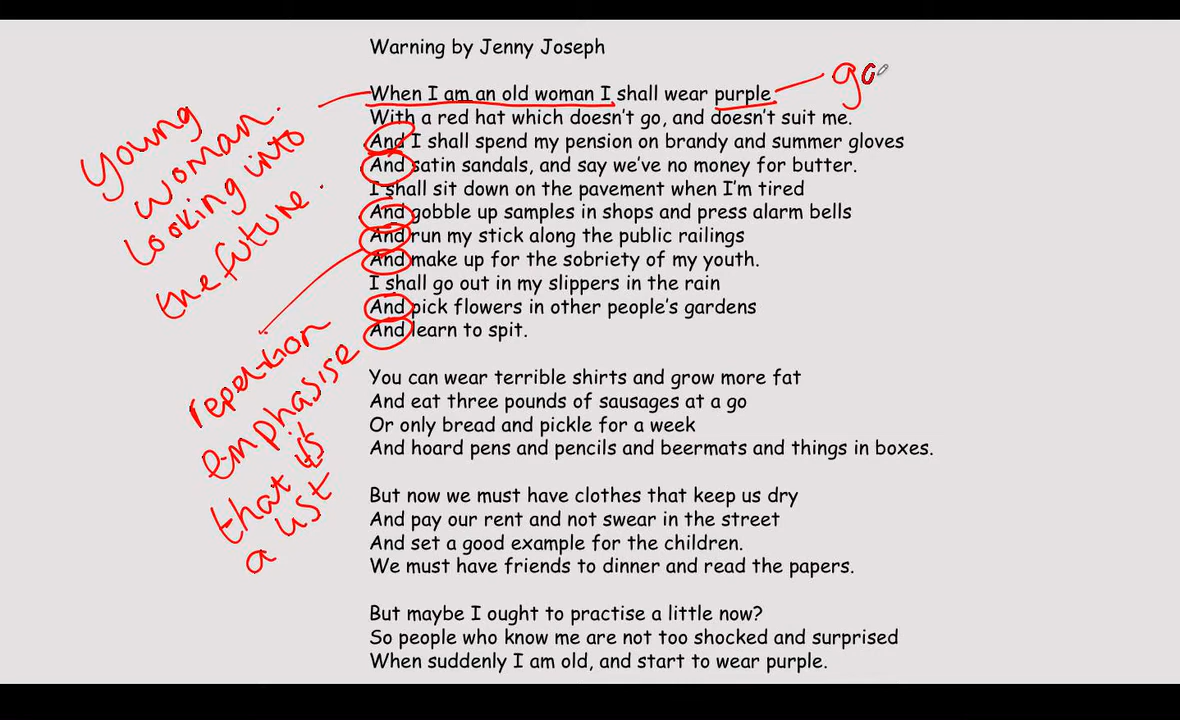 Warning by Jenny Joseph
When I am an old woman I shall wear purple
With a red hat which doesn't go, and doesn't suit me.
And I shall spend my pension on brandy and summer gloves
And satin sandals, and say we've no money for butter.
I shall sit down on the pavement when I'm tired
And gobble up samples in shops and press alarm bells
And run my stick along the public railings
And make up for the sobriety of my youth.
I shall go out in my slippers in the rain
And pick flowers in other people's gardens
And learn to spit.
You can wear terrible shirts and grow more fat
And eat three pounds of sausages at a go
Or only bread and pickle for a week
And hoard pens and pencils and beermats and things in boxes.
But now we must have clothes that keep us dry
And pay our rent and not swear in the street
And set a good example for the children.
We must have friends to dinner and read the papers.
But maybe I ought to practise a little now?
So people who know me are not too shocked and surprised
When suddenly I am old, and start to wear purple.
young
woman.
looking into
the future.
repetition
emphasise
that it's
a list
go